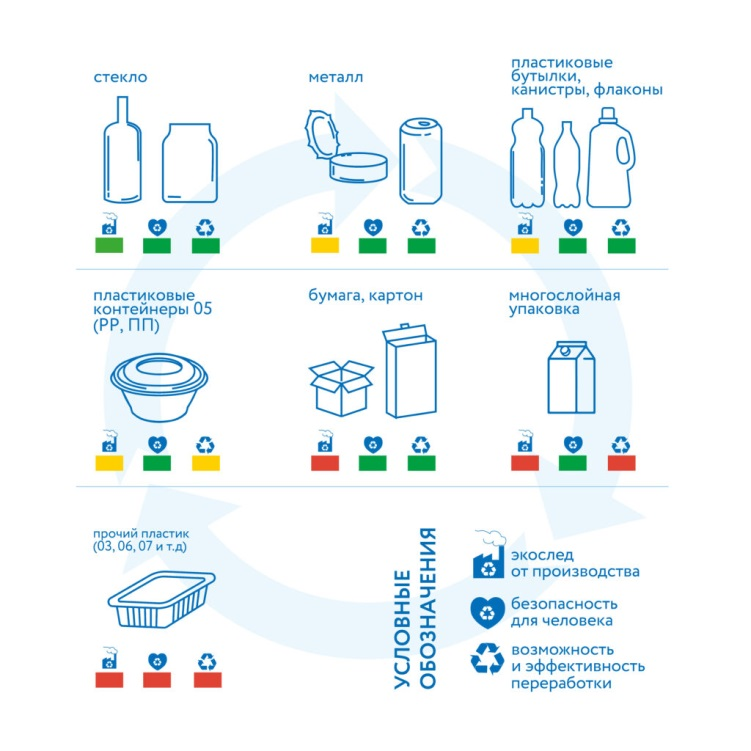 стекло
металл
пластиковые
бутылки,
канистры, флаконы
пластиковые
контейнеры 05
(PP, ПП)
бумага, картон
многослойная
упаковка
прочий пластик
(03, 06, 07 и т.д)
УСЛОВНЫЕ
ОБОЗНАЧЕНИЯ
экослед
от производства
безопасность
для человека
возможность
и эффективность
переработки